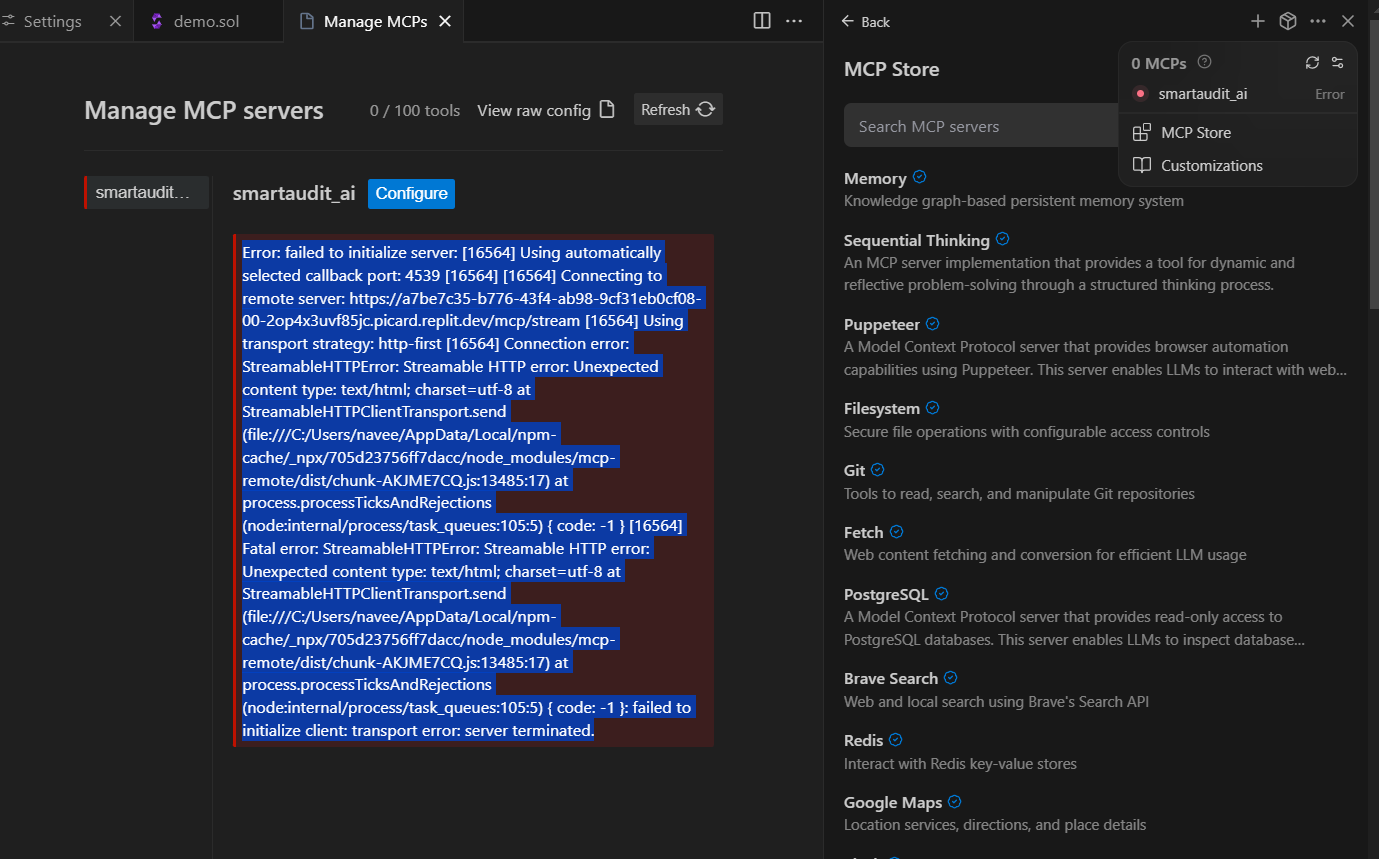 Settings
demo.sol
Manage MCPs
Back
Manage MCP servers
0 / 100 tools
View raw config
Refresh
smartaudit...
smartaudit_ai
Configure
Error: failed to initialize server: [16564] Using automatically
selected callback port: 4539 [16564] [16564] Connecting to
remote server: https://a7be7c35-b776-43f4-ab98-9cf31eb0cf08-
00-2op4x3uvf85jc.picard.replit.dev/mcp/stream [16564] Using
transport strategy: http-first [16564] Connection error:
StreamableHTTPError: Streamable HTTP error: Unexpected
content type: text/html; charset=utf-8 at
StreamableHTTPClientTransport.send
(file:///C:/Users/navee/AppData/Local/npm-
cache/_npx/705d23756ff7dacc/node_modules/mcp-
remote/dist/chunk-AKJME7CQ.js:13485:17) at
process.processTicksAndRejections
(node:internal/process/task_queues:105:5) { code: -1 } [16564]
Fatal error: StreamableHTTPError: Streamable HTTP error:
Unexpected content type: text/html; charset=utf-8 at
StreamableHTTPClientTransport.send
(file:///C:/Users/navee/AppData/Local/npm-
cache/_npx/705d23756ff7dacc/node_modules/mcp-
remote/dist/chunk-AKJME7CQ.js:13485:17) at
process.processTicksAndRejections
(node:internal/process/task_queues:105:5) { code: -1 }: failed to
initialize client: transport error: server terminated.
MCP Store
Search MCP servers
0 MCPs
smartaudit_ai
Error
MCP Store
Customizations
Memory
Knowledge graph-based persistent memory system
Sequential Thinking
An MCP server implementation that provides a tool for dynamic and
reflective problem-solving through a structured thinking process.
Puppeteer
A Model Context Protocol server that provides browser automation
capabilities using Puppeteer. This server enables LLMs to interact with web...
Filesystem
Secure file operations with configurable access controls
Git
Tools to read, search, and manipulate Git repositories
Fetch
Web content fetching and conversion for efficient LLM usage
PostgreSQL
A Model Context Protocol server that provides read-only access to
PostgreSQL databases. This server enables LLMs to inspect database...
Brave Search
Web and local search using Brave's Search API
Redis
Interact with Redis key-value stores
Google Maps
Location services, directions, and place details